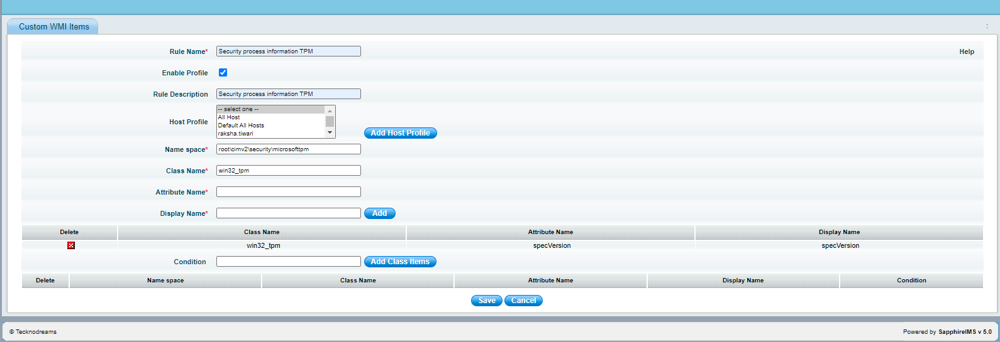 Custom WMI Items
:
Rule Name* Security process information TPM Help
Enable Profile
Rule Description Security process information TPM
Host Profile
-- select one --
All Host
Default All Hosts
raksha.tiwari
Add Host Profile
Name space* root\cimv2\security\microsofttpm
Class Name* win32_tpm
Attribute Name*
Display Name* Add
Delete Class Name Attribute Name Display Name
win32_tpm specVersion specVersion
Condition Add Class Items
Delete Name space Class Name Attribute Name Display Name Condition
Save Cancel
© Tecknodreams Powered by SapphireIMS v 5.0